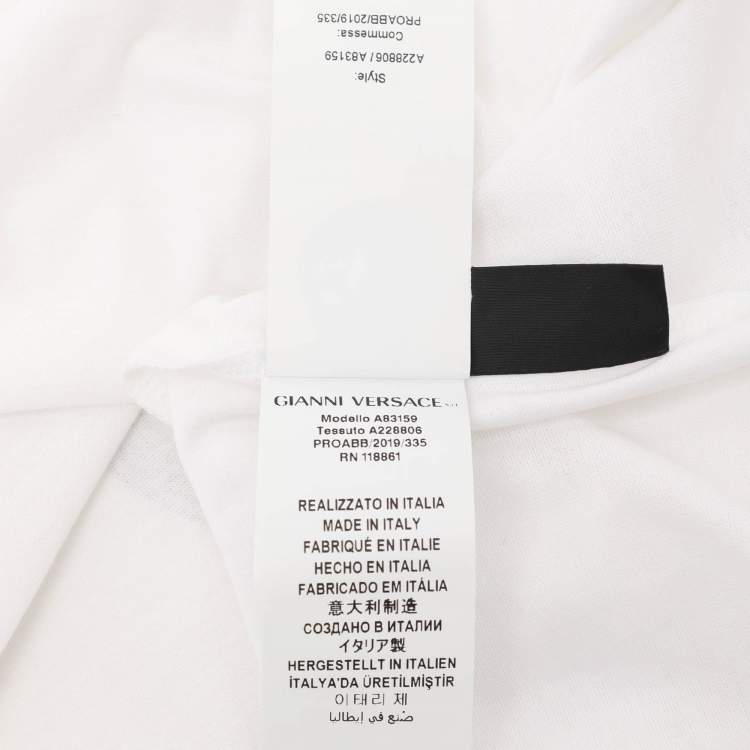 Style:
A228806 / A83159
Commessa:
PROABB/2019/335
GIANNI VERSACE
Modello A83159
Tessuto A228806
PROABB/2019/335
RN 118861
REALIZZATO IN ITALIA
MADE IN ITALY
FABRIQUÉ EN ITALIE
HECHO EN ITALIA
FABRICADO EM ITÁLIA
意大利制造
СОЗДАНО В ИТАЛИИ
イタリア製
HERGESTELLT IN ITALIEN
İTALYA'DA ÜRETİLMİŞTİR
이태리 제
صُنع في إيطاليا